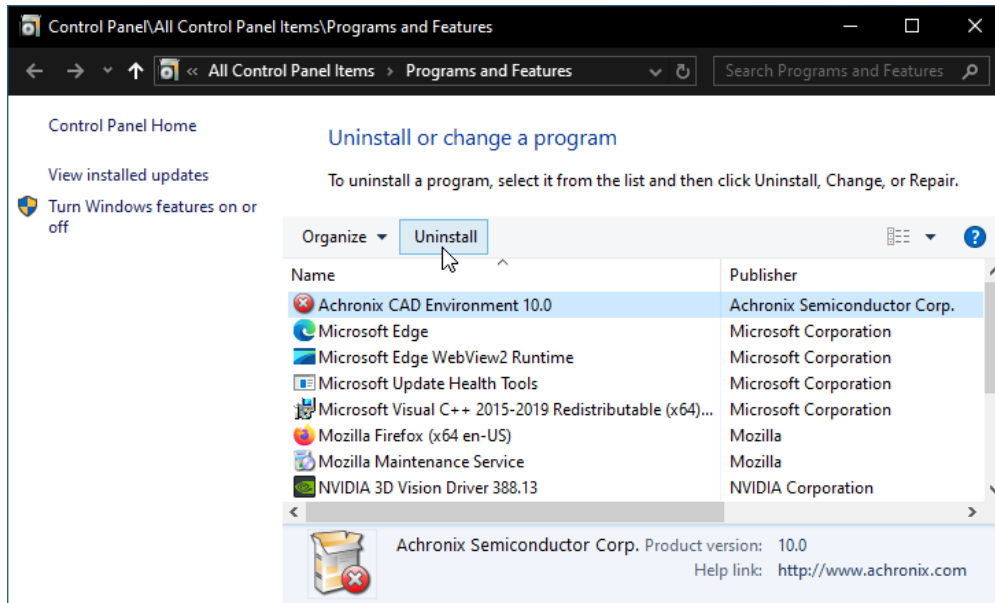 Control Panel\All Control Panel Items\Programs and Features
« All Control Panel Items > Programs and Features
Search Programs and Features
Control Panel Home
View installed updates
Turn Windows features on or
off
Uninstall or change a program
To uninstall a program, select it from the list and then click Uninstall, Change, or Repair.
Organize Uninstall ?
Name Publisher
Achronix CAD Environment 10.0 Achronix Semiconductor Corp.
Microsoft Edge Microsoft Corporation
Microsoft Edge WebView2 Runtime Microsoft Corporation
Microsoft Update Health Tools Microsoft Corporation
Microsoft Visual C++ 2015-2019 Redistributable (x64)... Microsoft Corporation
Mozilla Firefox (x64 en-US) Mozilla
Mozilla Maintenance Service Mozilla
NVIDIA 3D Vision Driver 388.13 NVIDIA Corporation
Achronix Semiconductor Corp. Product version: 10.0
Help link: http://www.achronix.com